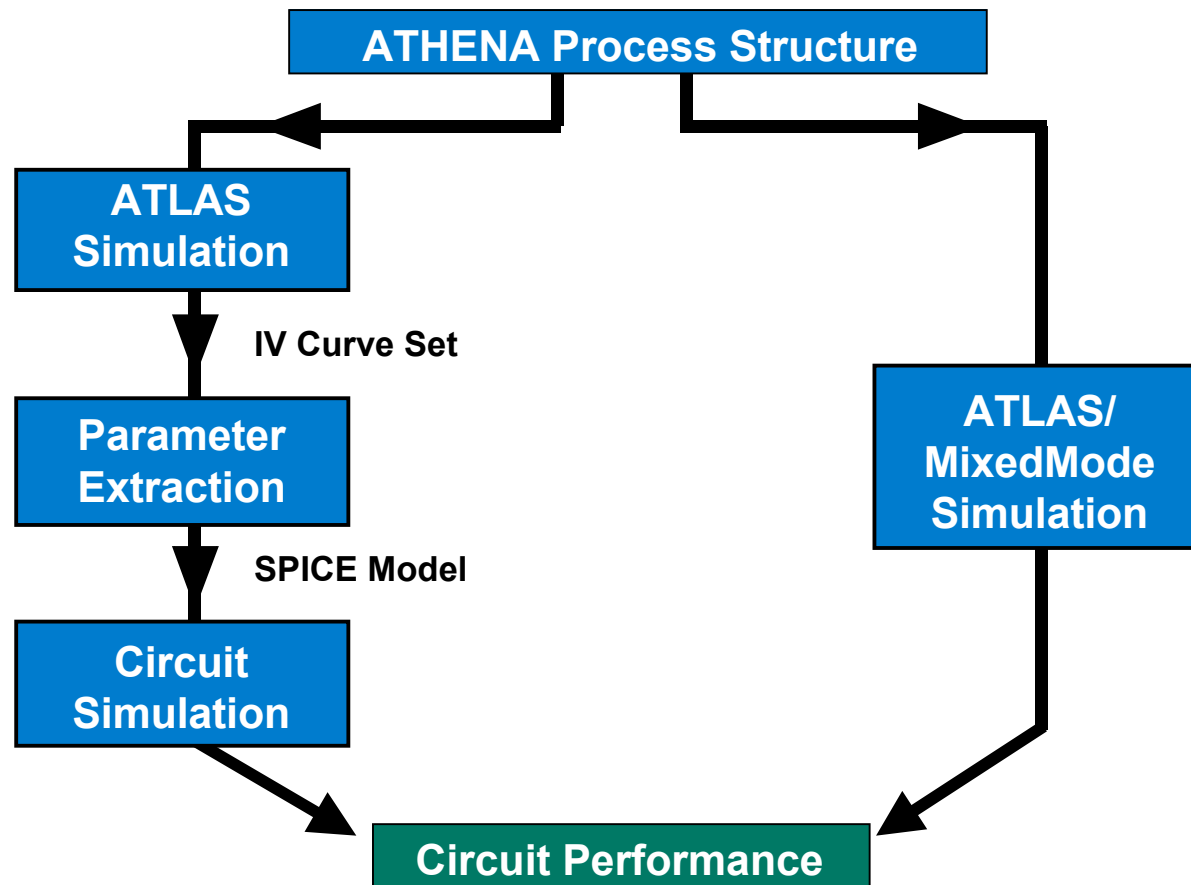 ATHENA Process Structure
ATLAS
Simulation
IV Curve Set
Parameter
Extraction
SPICE Model
Circuit
Simulation
ATLAS/
MixedMode
Simulation
Circuit Performance